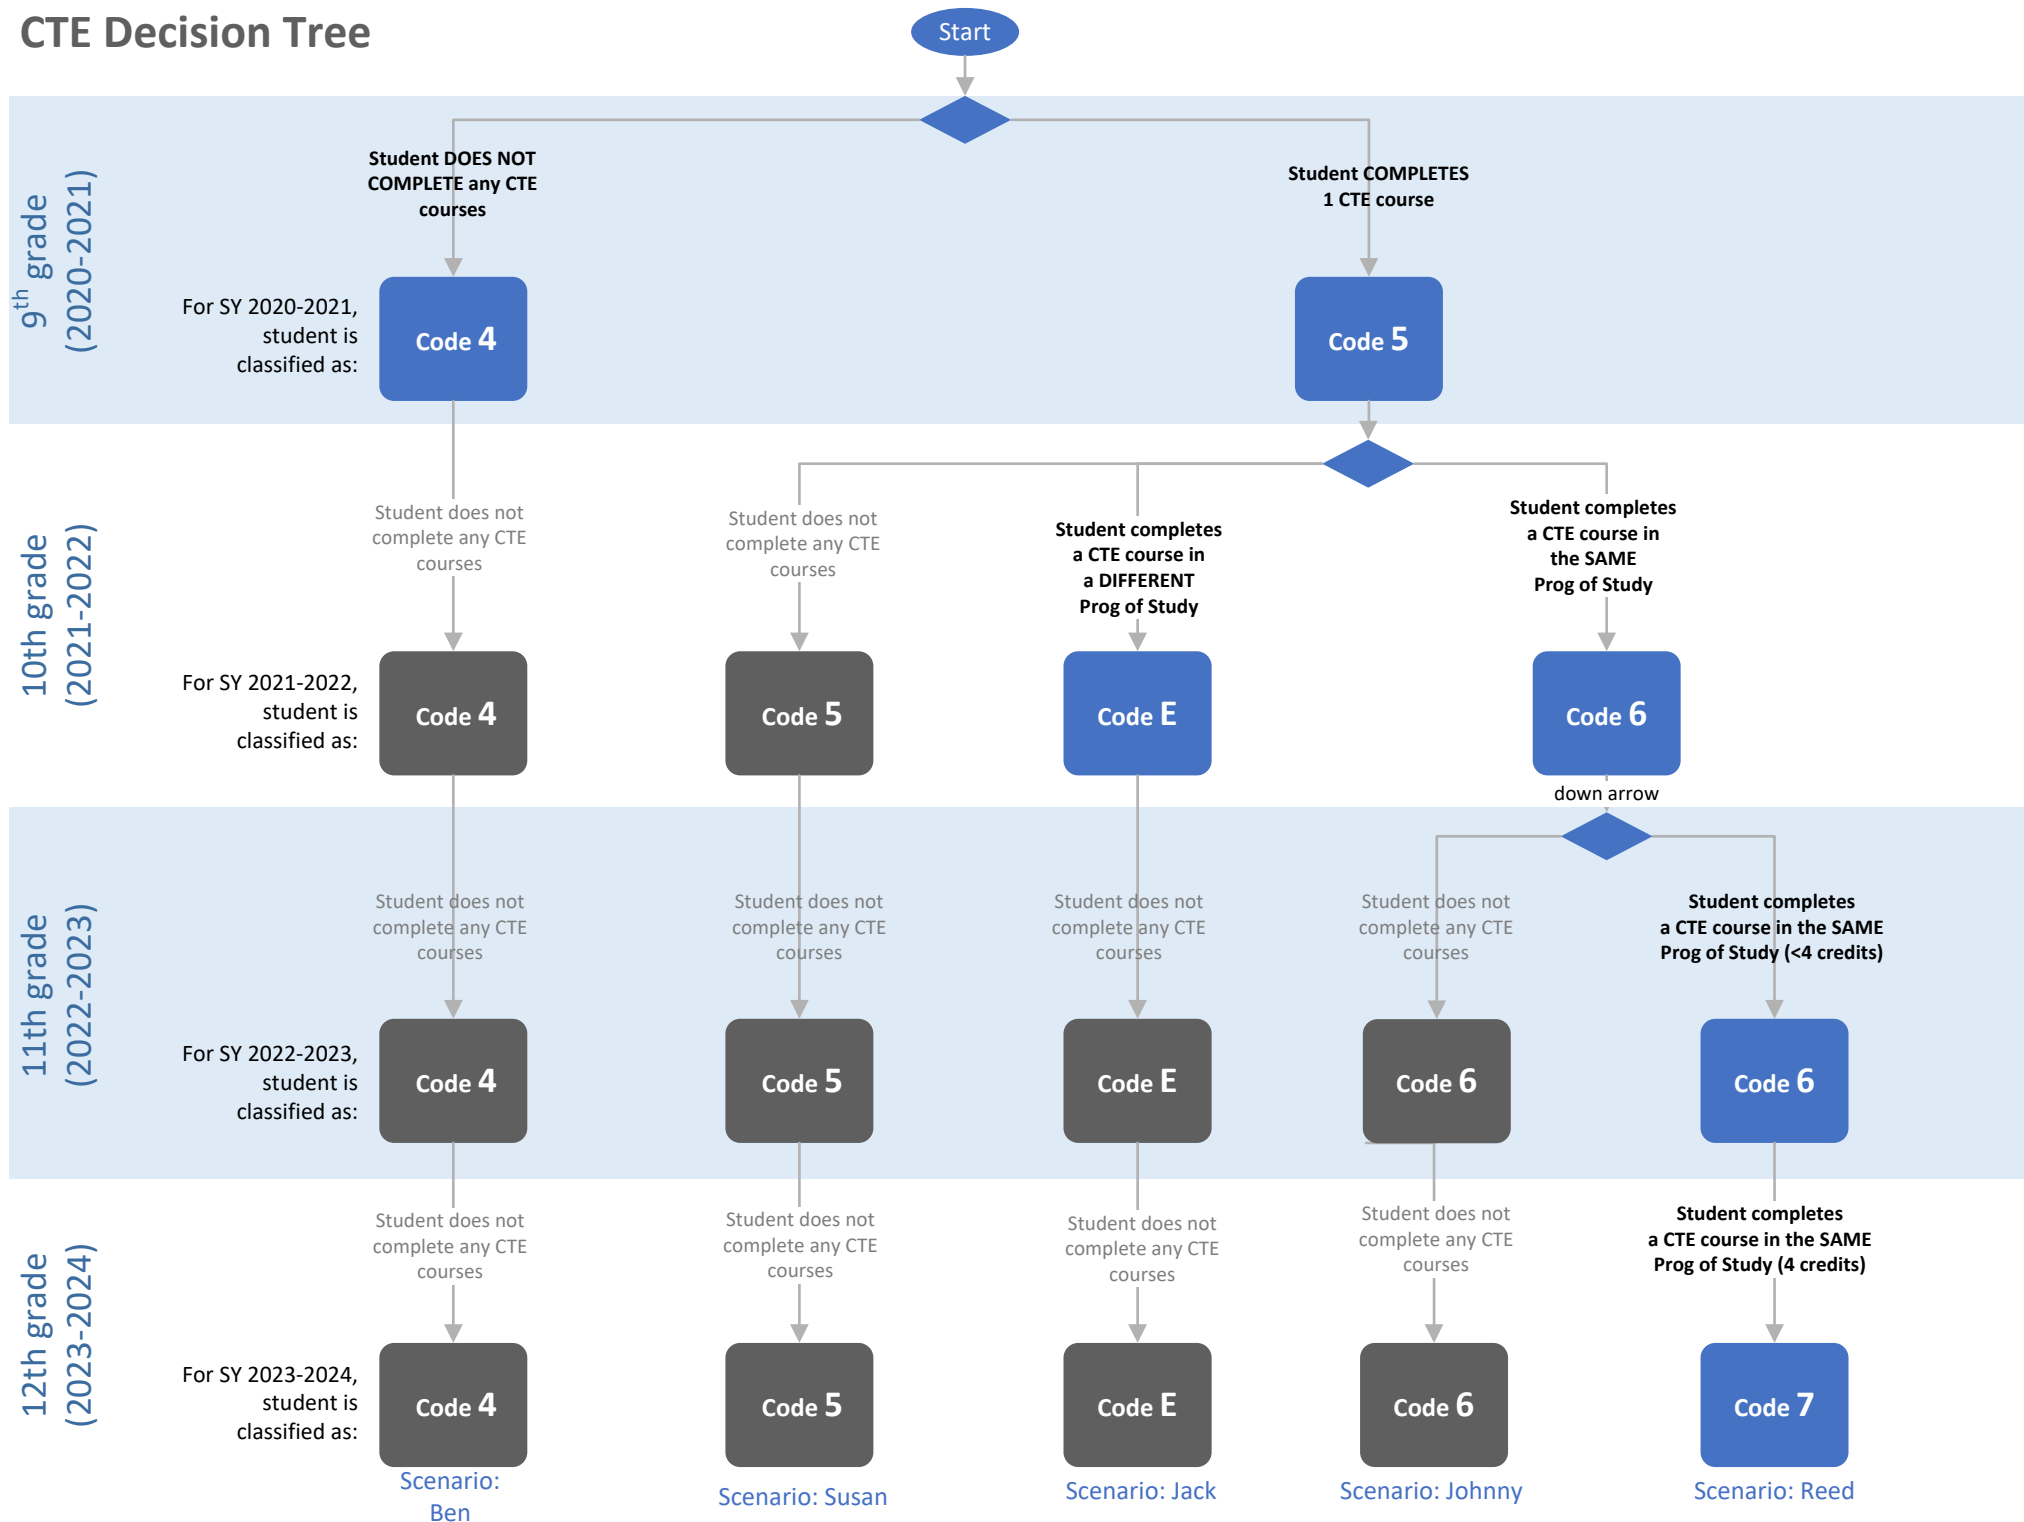 CTE Decision Tree
Start
9th grade
(2020-2021)
Student DOES NOT
COMPLETE any CTE
courses
Student COMPLETES
1 CTE course
For SY 2020-2021,
student is
classified as:
Code 4
Code 5
10th grade
(2021-2022)
Student does not
complete any CTE
courses
Student does not
complete any CTE
courses
Student completes
a CTE course in
a DIFFERENT
Prog of Study
Student completes
a CTE course in
the SAME
Prog of Study
For SY 2021-2022,
student is
classified as:
Code 4
Code 5
Code E
Code 6
down arrow
11th grade
(2022-2023)
Student does not
complete any CTE
courses
Student does not
complete any CTE
courses
Student does not
complete any CTE
courses
Student does not
complete any CTE
courses
Student completes
a CTE course in the SAME
Prog of Study (<4 credits)
For SY 2022-2023,
student is
classified as:
Code 4
Code 5
Code E
Code 6
Code 6
12th grade
(2023-2024)
Student does not
complete any CTE
courses
Student does not
complete any CTE
courses
Student does not
complete any CTE
courses
Student does not
complete any CTE
courses
Student completes
a CTE course in the SAME
Prog of Study (4 credits)
For SY 2023-2024,
student is
classified as:
Code 4
Code 5
Code E
Code 6
Code 7
Scenario:
Ben
Scenario: Susan
Scenario: Jack
Scenario: Johnny
Scenario: Reed